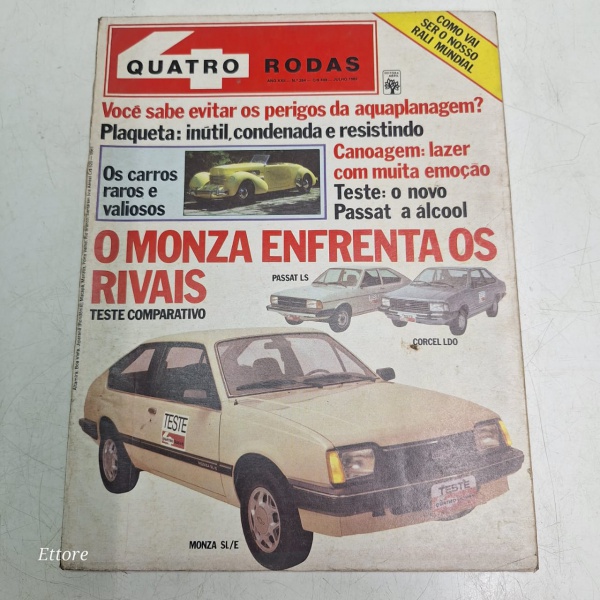 COMO VAI
SER O NOSSO
RALI MUNDIAL
QUATRO RODAS
Você sabe evitar os perigos da aquaplanagem?
Plaqueta: inútil, condenada e resistindo
Os carros
raros e
valiosos
Canoagem: lazer
com muita emoção
Teste: o novo
Passat a álcool
O MONZA ENFRENTA OS
RIVAIS
TESTE COMPARATIVO
PASSAT LS
CORCEL LDO
TESTE
TESTE
MONZA SL/E
Ettore